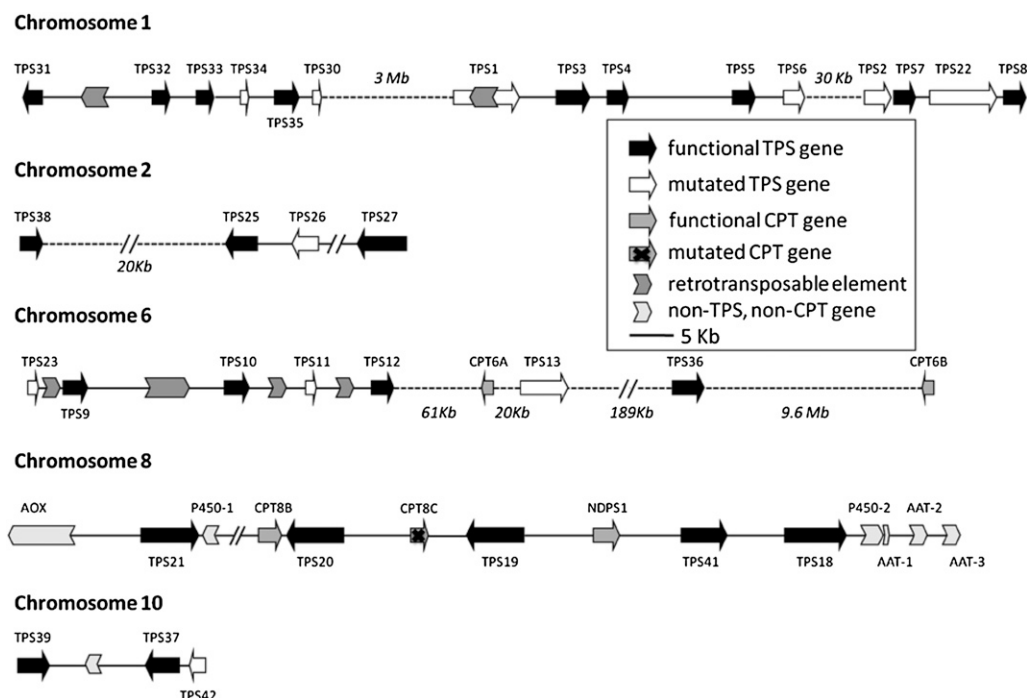 Chromosome 1
TPS31 TPS32 TPS33 TPS34 TPS30 3 Mb TPS1 TPS3 TPS4 TPS5 TPS6 30 Kb TPS2 TPS7 TPS22 TPS8
TPS35
functional TPS gene
mutated TPS gene
functional CPT gene
mutated CPT gene
retrotransposable element
non-TPS, non-CPT gene
5 Kb
Chromosome 2
TPS38 TPS25 TPS26 TPS27
20Kb
Chromosome 6
TPS23 TPS10 TPS11 TPS12 CPT6A TPS13 TPS36 CPT6B
TPS9 61Kb 20Kb 189Kb 9.6 Mb
Chromosome 8
AOX P450-1 CPT8B CPT8C NDPS1 P450-2 AAT-2
TPS21 TPS20 TPS19 TPS41 TPS18 AAT-1 AAT-3
Chromosome 10
TPS39 TPS37
TPS42